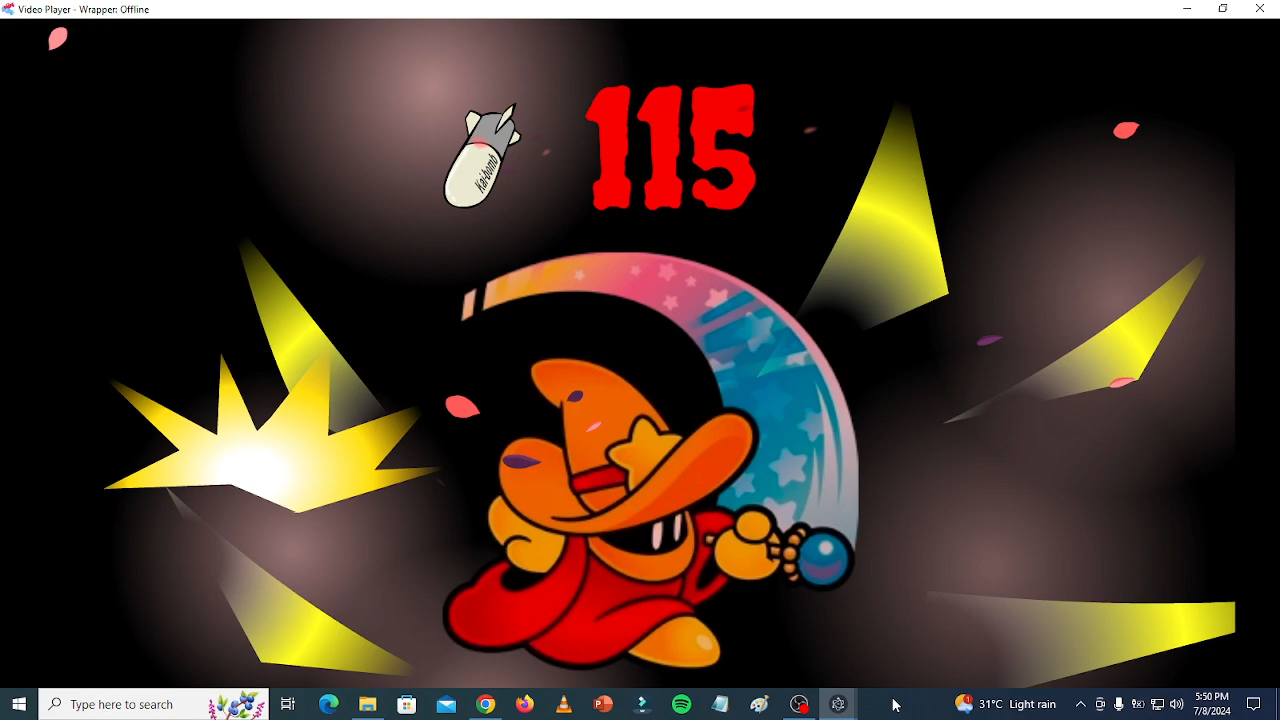 Video Player - Wrapper: Offline
115
Kai-bomb
Type here to search
31°C Light rain
5:50 PM
7/8/2024